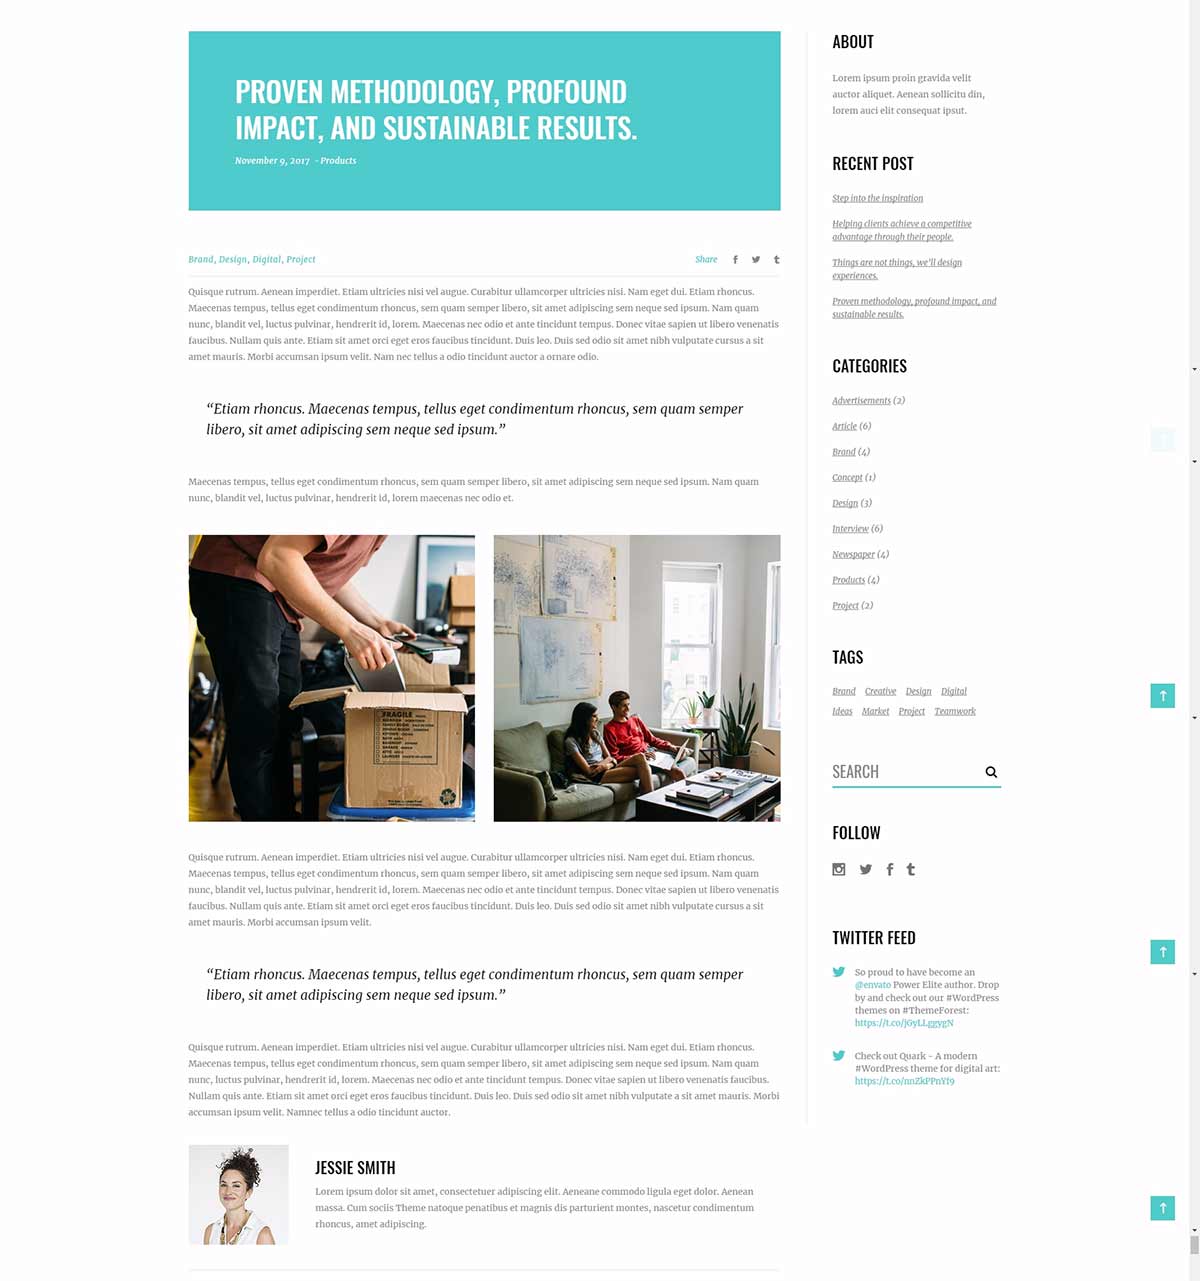 PROVEN METHODOLOGY, PROFOUND
IMPACT, AND SUSTAINABLE RESULTS.
November 9, 2017 - Products
Brand, Design, Digital, Project
Share
Quisque rutrum. Aenean imperdiet. Etiam ultricies nisi vel augue. Curabitur ullamcorper ultricies nisi. Nam eget dui. Etiam rhoncus.
Maecenas tempus, tellus eget condimentum rhoncus, sem quam semper libero, sit amet adipiscing sem neque sed ipsum. Nam quam
nunc, blandit vel, luctus pulvinar, hendrerit id, lorem. Maecenas nec odio et ante tincidunt tempus. Donec vitae sapien ut libero venenatis
faucibus. Nullam quis ante. Etiam sit amet orci eget eros faucibus tincidunt. Duis leo. Duis sed odio sit amet nibh vulputate cursus a sit
amet mauris. Morbi accumsan ipsum velit. Nam nec tellus a odio tincidunt auctor a ornare odio.
“Etiam rhoncus. Maecenas tempus, tellus eget condimentum rhoncus, sem quam semper
libero, sit amet adipiscing sem neque sed ipsum.”
Maecenas tempus, tellus eget condimentum rhoncus, sem quam semper libero, sit amet adipiscing sem neque sed ipsum. Nam quam
nunc, blandit vel, luctus pulvinar, hendrerit id, lorem maecenas nec odio et.
FRAGILE
Quisque rutrum. Aenean imperdiet. Etiam ultricies nisi vel augue. Curabitur ullamcorper ultricies nisi. Nam eget dui. Etiam rhoncus.
Maecenas tempus, tellus eget condimentum rhoncus, sem quam semper libero, sit amet adipiscing sem neque sed ipsum. Nam quam
nunc, blandit vel, luctus pulvinar, hendrerit id, lorem. Maecenas nec odio et ante tincidunt tempus. Donec vitae sapien ut libero venenatis
faucibus. Nullam quis ante. Etiam sit amet orci eget eros faucibus tincidunt. Duis leo. Duis sed odio sit amet nibh vulputate cursus a sit
amet mauris. Morbi accumsan ipsum velit.
“Etiam rhoncus. Maecenas tempus, tellus eget condimentum rhoncus, sem quam semper
libero, sit amet adipiscing sem neque sed ipsum.”
Quisque rutrum. Aenean imperdiet. Etiam ultricies nisi vel augue. Curabitur ullamcorper ultricies nisi. Nam eget dui. Etiam rhoncus.
Maecenas tempus, tellus eget condimentum rhoncus, sem quam semper libero, sit amet adipiscing sem neque sed ipsum. Nam quam
nunc, luctus pulvinar, hendrerit id, lorem. Maecenas nec odio et ante tincidunt tempus. Donec vitae sapien ut libero venenatis faucibus.
Nullam quis ante. Etiam sit amet orci eget eros faucibus tincidunt. Duis leo. Duis sed odio sit amet nibh vulputate cursus a sit amet mauris. Morbi
accumsan ipsum velit. Namnec tellus a odio tincidunt auctor.
JESSIE SMITH
Lorem ipsum dolor sit amet, consectetuer adipiscing elit. Aeneane commodo ligula eget dolor. Aenean
massa. Cum sociis Theme natoque penatibus et magnis dis parturient montes, nascetur condimentum
rhoncus, amet adipiscing.
ABOUT
Lorem ipsum proin gravida velit
auctor aliquet. Aenean sollicitu din,
lorem auci elit consequat ipsut.
RECENT POST
Step into the inspiration
Helping clients achieve a competitive
advantage through their people.
Things are not things, we'll design
experiences.
Proven methodology, profound impact, and
sustainable results.
CATEGORIES
Advertisements (2)
Article (6)
Brand (4)
Concept (1)
Design (3)
Interview (6)
Newspaper (4)
Products (4)
Project (2)
TAGS
Brand Creative Design Digital
Ideas Market Project Teamwork
SEARCH
FOLLOW
TWITTER FEED
So proud to have become an
@envato Power Elite author. Drop
by and check out our #WordPress
themes on #ThemeForest:
https://t.co/jGyLLggygN
Check out Quark - A modern
#WordPress theme for digital art:
https://t.co/nnZkPPnYf9